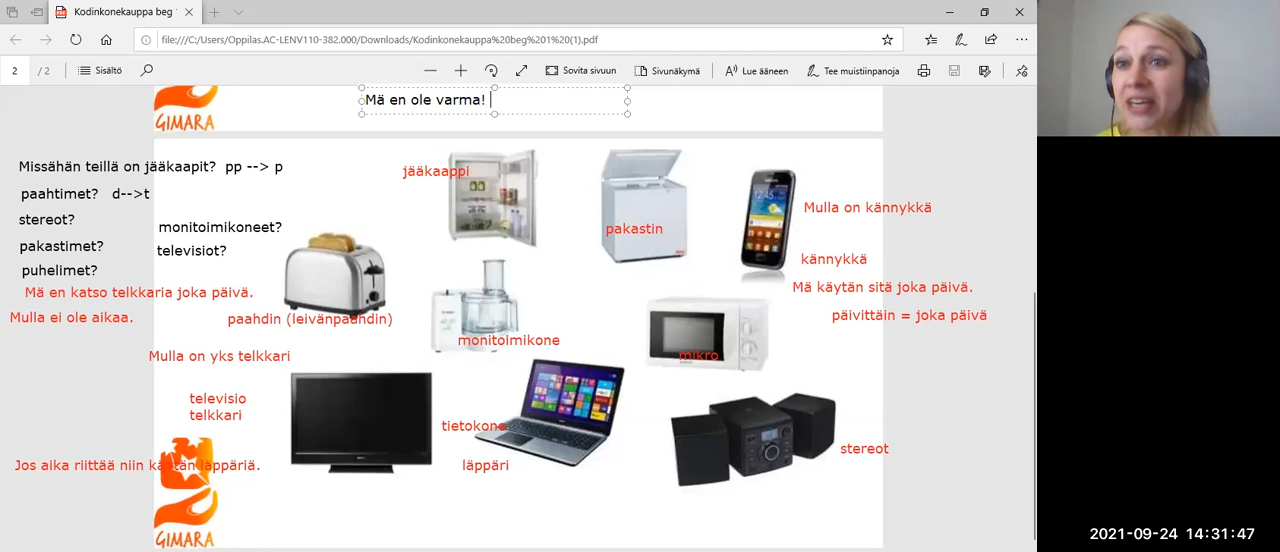 Kodinkonekauppa beg
file:///C:/Users/Oppilas.AC-LENV110-382.000/Downloads/Kodinkonekauppa%20beg%201%20(1).pdf
2 / 2
Sisältö
Sovita sivuun
Sivunäkymä
Lue ääneen
Tee muistiinpanoja
Mä en ole varma!
GIMARA
Missähän teillä on jääkaapit? pp --> p
paahtimet? d-->t
stereot?
monitoimikoneet?
pakastimet?
televisiot?
puhelimet?
Mä en katso telkkaria joka päivä.
Mulla ei ole aikaa.
jääkaappi
pakastin
Mulla on kännykkä
kännykkä
Mä käytän sitä joka päivä.
päivittäin = joka päivä
paahdin (leivänpaahdin)
monitoimikone
mikro
Mulla on yks telkkari
televisio
telkkari
tietokone
läppäri
stereot
Jos aika riittää niin käytän läppäriä.
GIMARA
2021-09-24 14:31:47